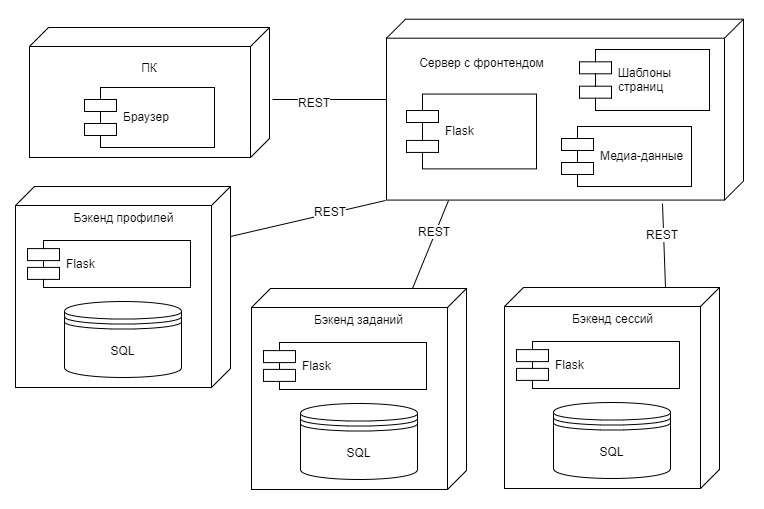 ПК
Браузер
REST
Сервер с фронтендом
Flask
Шаблоны
страниц
Медиа-данные
REST
REST
REST
Бэкенд профилей
Flask
SQL
Бэкенд заданий
Flask
SQL
Бэкенд сессий
Flask
SQL